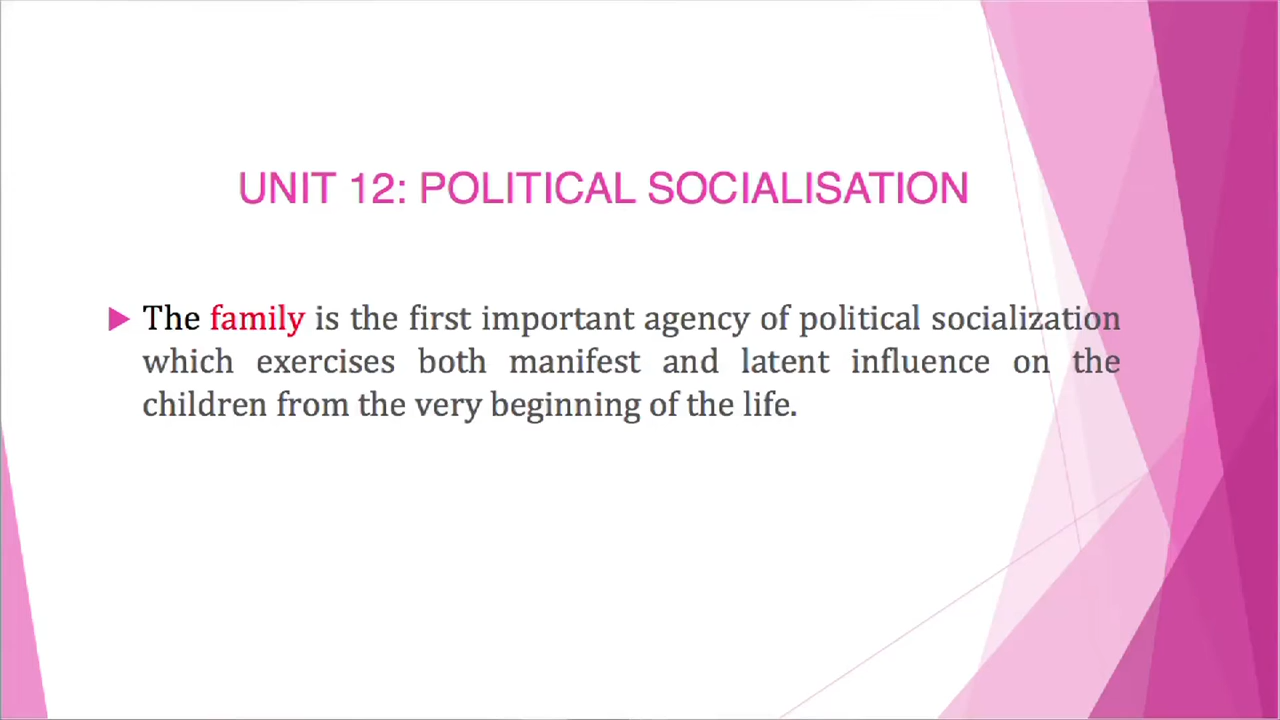 UNIT 12: POLITICAL SOCIALISATION
The family is the first important agency of political socialization
which exercises both manifest and latent influence on the
children from the very beginning of the life.